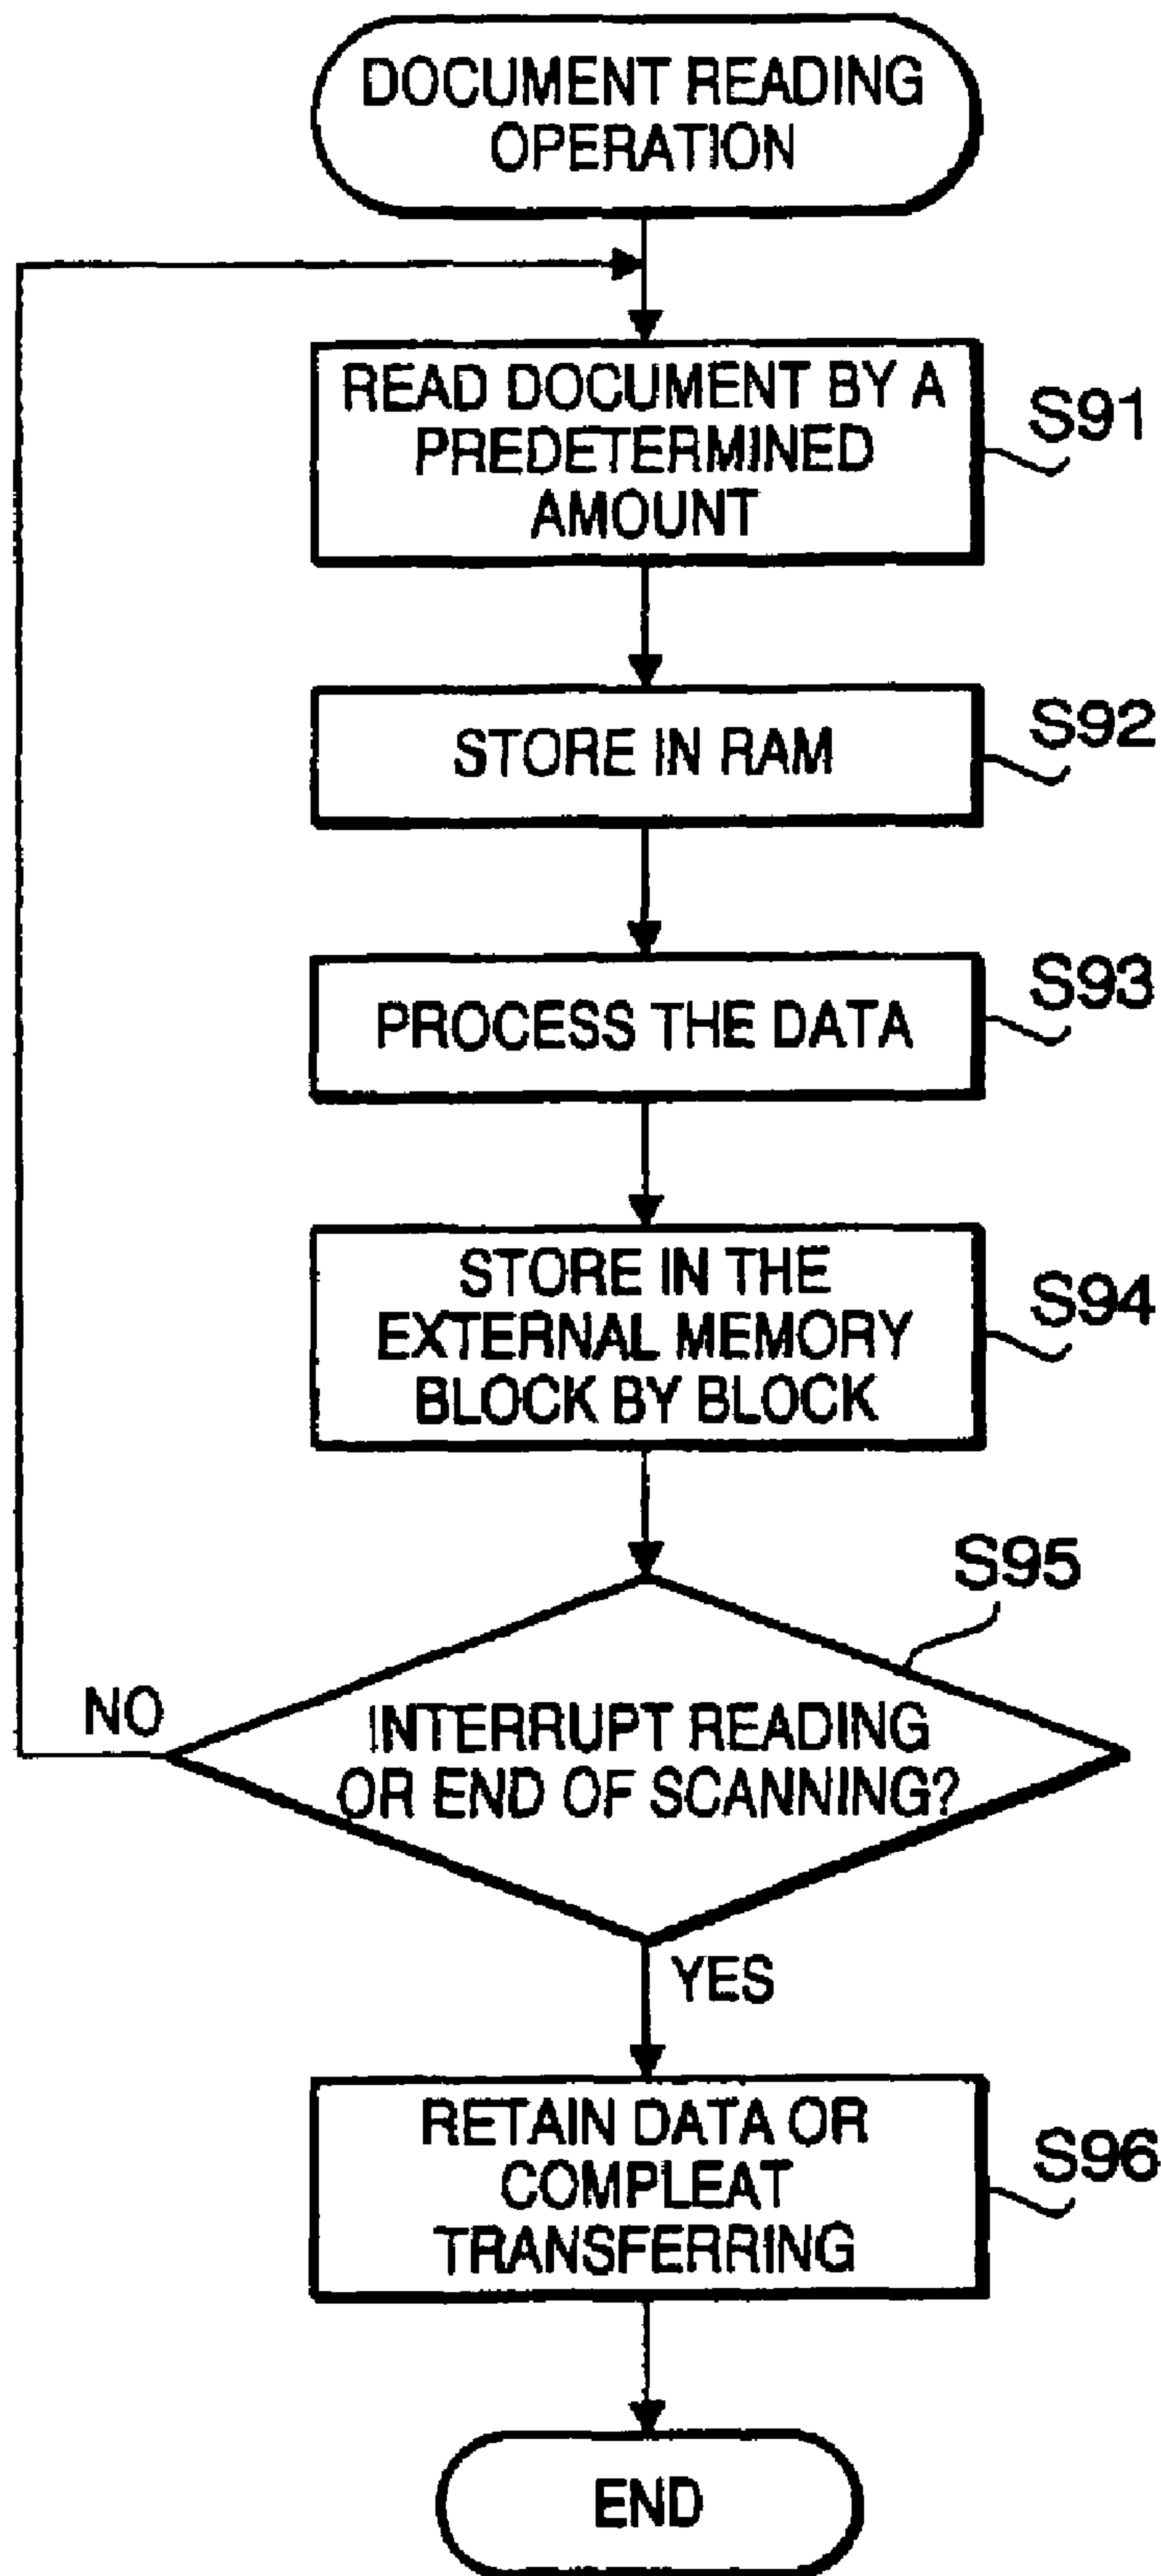 DOCUMENT READING
OPERATION
READ DOCUMENT BY A
PREDETERMINED
AMOUNT
S91
STORE IN RAM
S92
PROCESS THE DATA
S93
STORE IN THE
EXTERNAL MEMORY
BLOCK BY BLOCK
S94
S95
NO
INTERRUPT READING
OR END OF SCANNING?
YES
RETAIN DATA OR
COMPLEAT
TRANSFERRING
S96
END